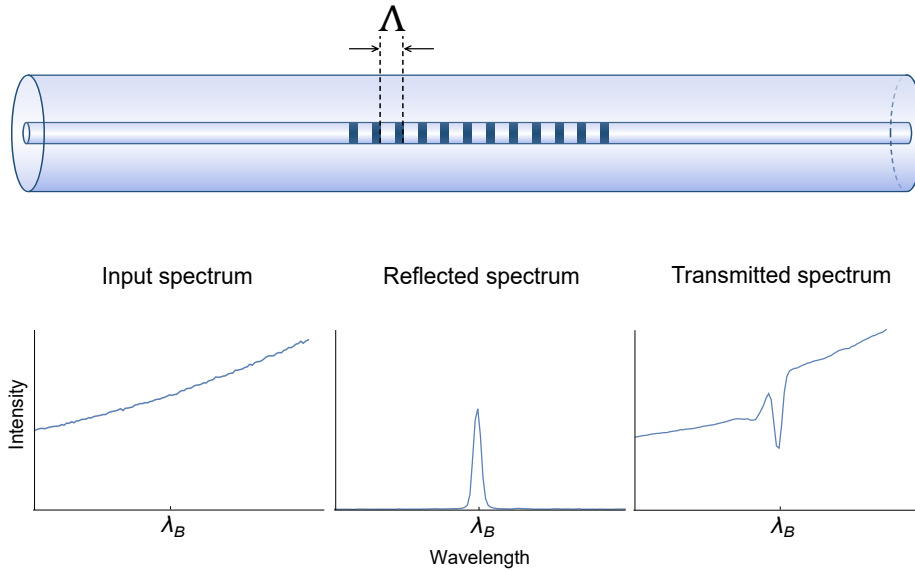 Λ
Input spectrum
Reflected spectrum
Transmitted spectrum
Intensity
λB
λB
λB
Wavelength